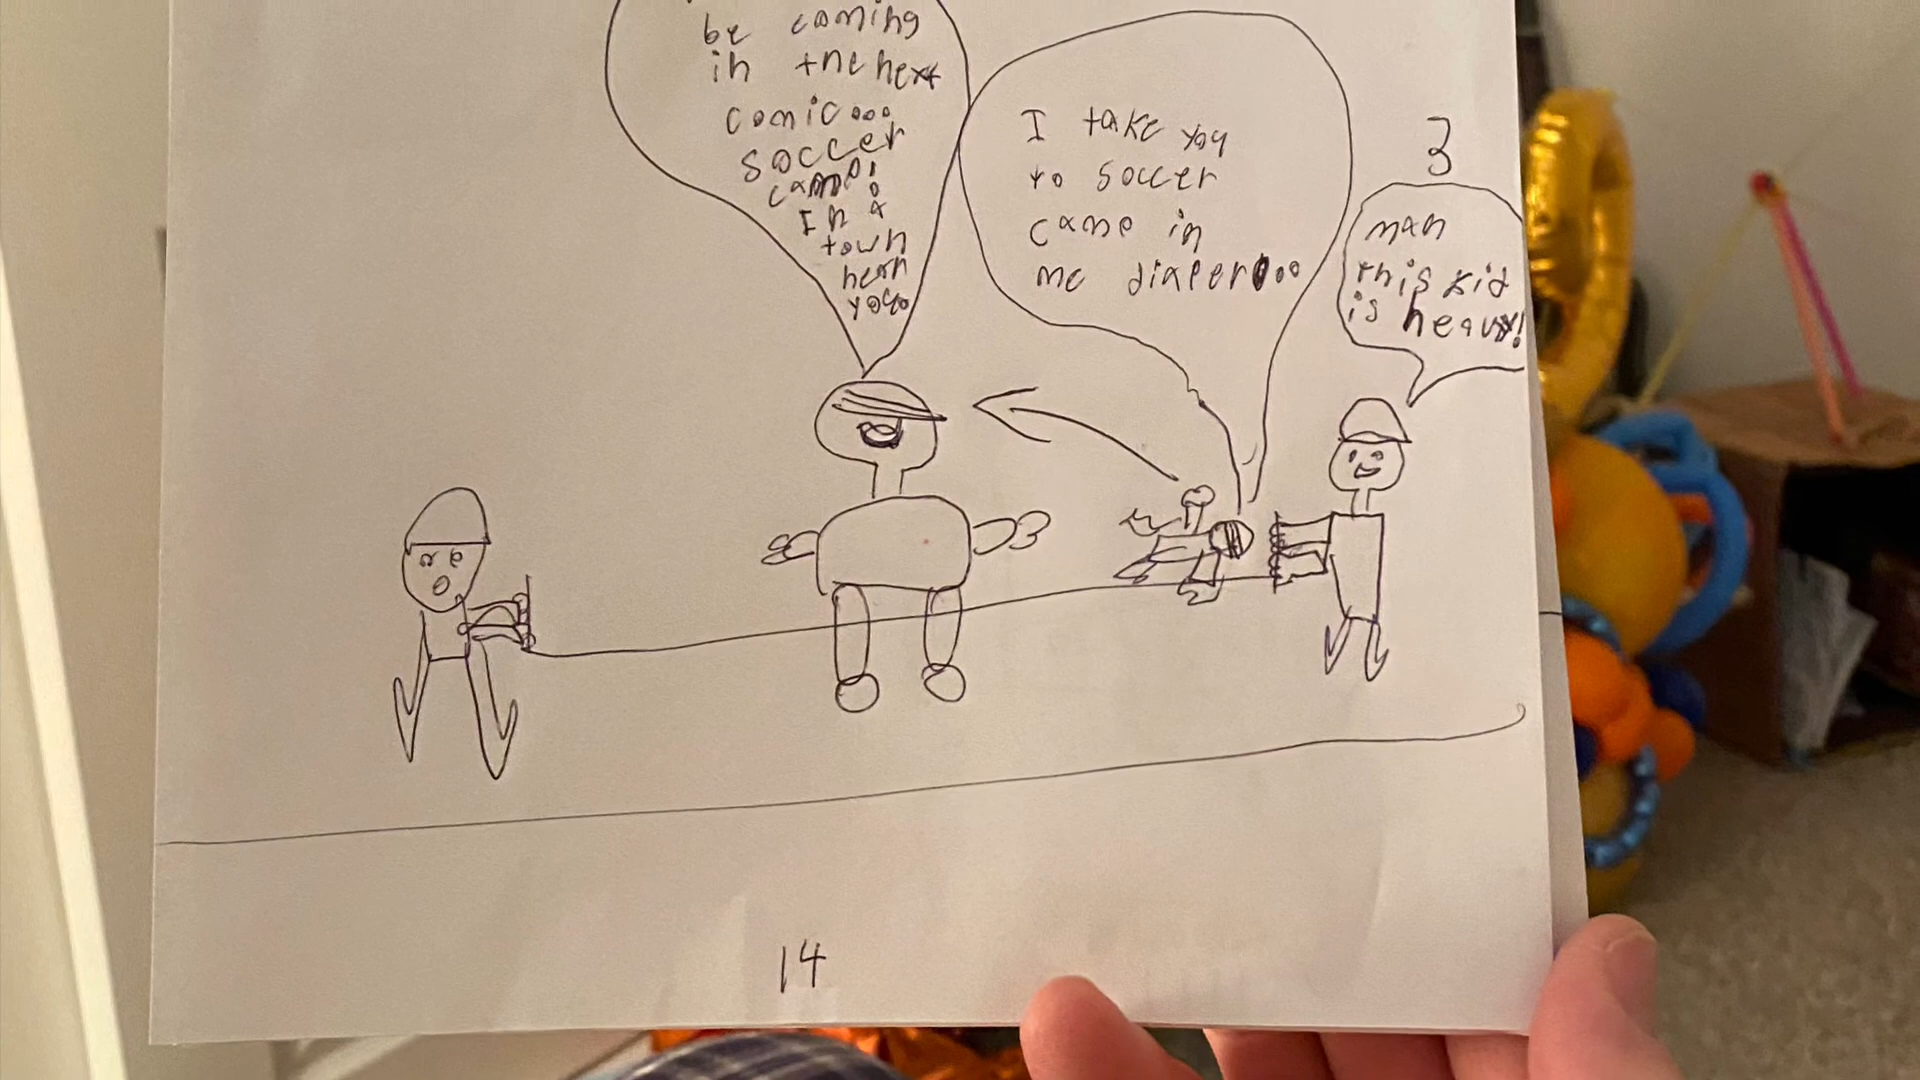 be coming
in the next
comic...
soccer
camp!
In a
town
near
you
I take you
to soccer
camp in
me diaper...
3
man
this kid
is heavy!
14